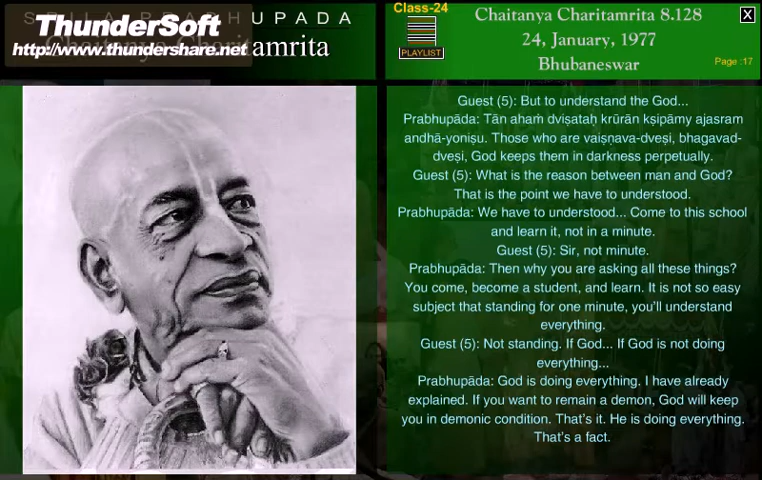 SRILA PRABHUPADA
ThunderSoft
http://www.thundershare.net
Chaitanya Charitamrita
Class-24
PLAYLIST
Chaitanya Charitamrita 8.128
24, January, 1977
Bhubaneswar
X
Page :17
Guest (5): But to understand the God...
Prabhupāda: Tān ahaṁ dviṣataḥ krūrān kṣipāmy ajasram
andhā-yoniṣu. Those who are vaiṣṇava-dveṣi, bhagavad-
dveṣi, God keeps them in darkness perpetually.
Guest (5): What is the reason between man and God?
That is the point we have to understood.
Prabhupāda: We have to understood... Come to this school
and learn it, not in a minute.
Guest (5): Sir, not minute.
Prabhupāda: Then why you are asking all these things?
You come, become a student, and learn. It is not so easy
subject that standing for one minute, you'll understand
everything.
Guest (5): Not standing. If God... If God is not doing
everything...
Prabhupāda: God is doing everything. I have already
explained. If you want to remain a demon, God will keep
you in demonic condition. That's it. He is doing everything.
That's a fact.